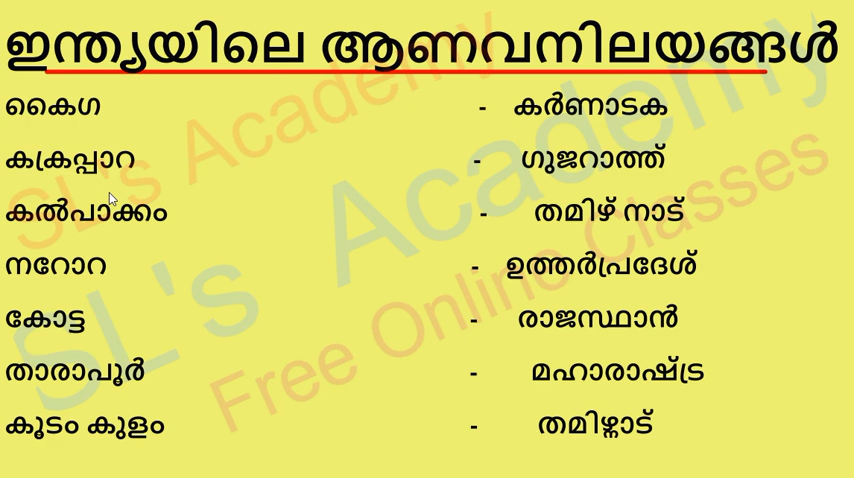 ഇന്ത്യയിലെ ആണവനിലയങ്ങൾ
കൈഗ - കർണാടക
കക്രപ്പാറ - ഗുജറാത്ത്
കൽപാക്കം - തമിഴ് നാട്
നറോറ - ഉത്തർപ്രദേശ്
കോട്ട - രാജസ്ഥാൻ
താരാപൂർ - മഹാരാഷ്ട്ര
കൂടം കുളം - തമിഴ്നാട്
SL's Academy
SL's Academy
Free Online Classes